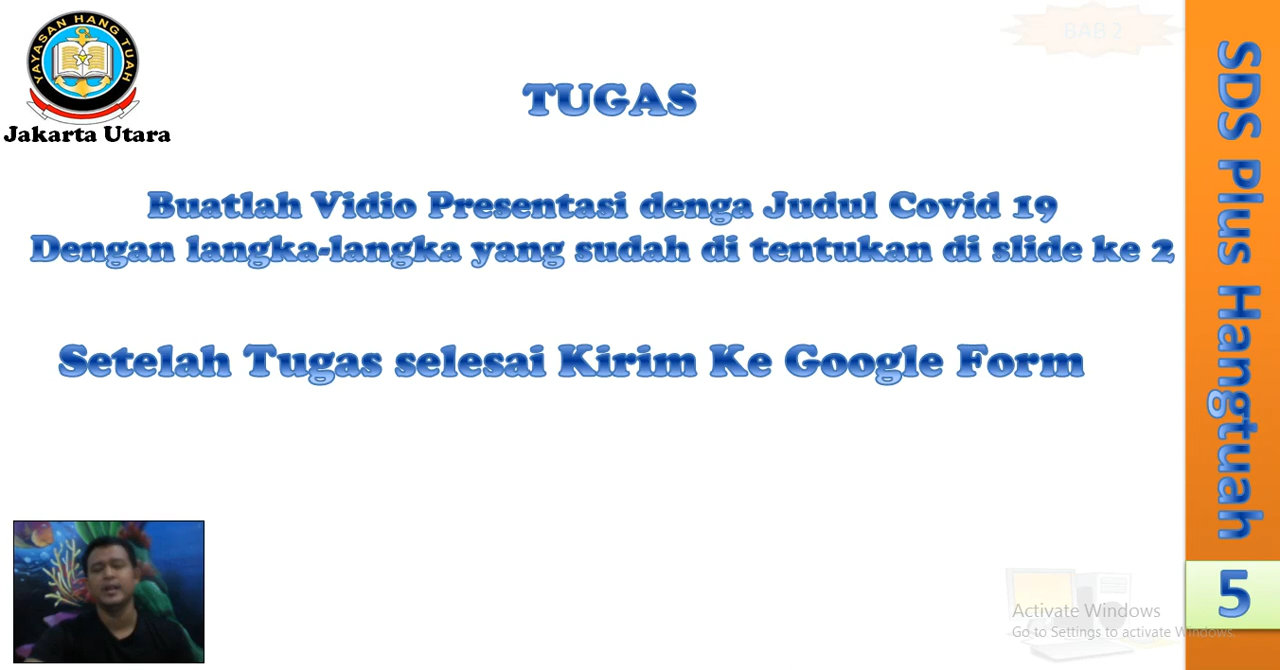 YAYASAN HANG TUAH
Jakarta Utara
BAB 2
TUGAS
Buatlah Vidio Presentasi denga Judul Covid 19
Dengan langka-langka yang sudah di tentukan di slide ke 2
Setelah Tugas selesai Kirim Ke Google Form
SDS Plus Hangtuah
5
Activate Windows
Go to Settings to activate Windows.